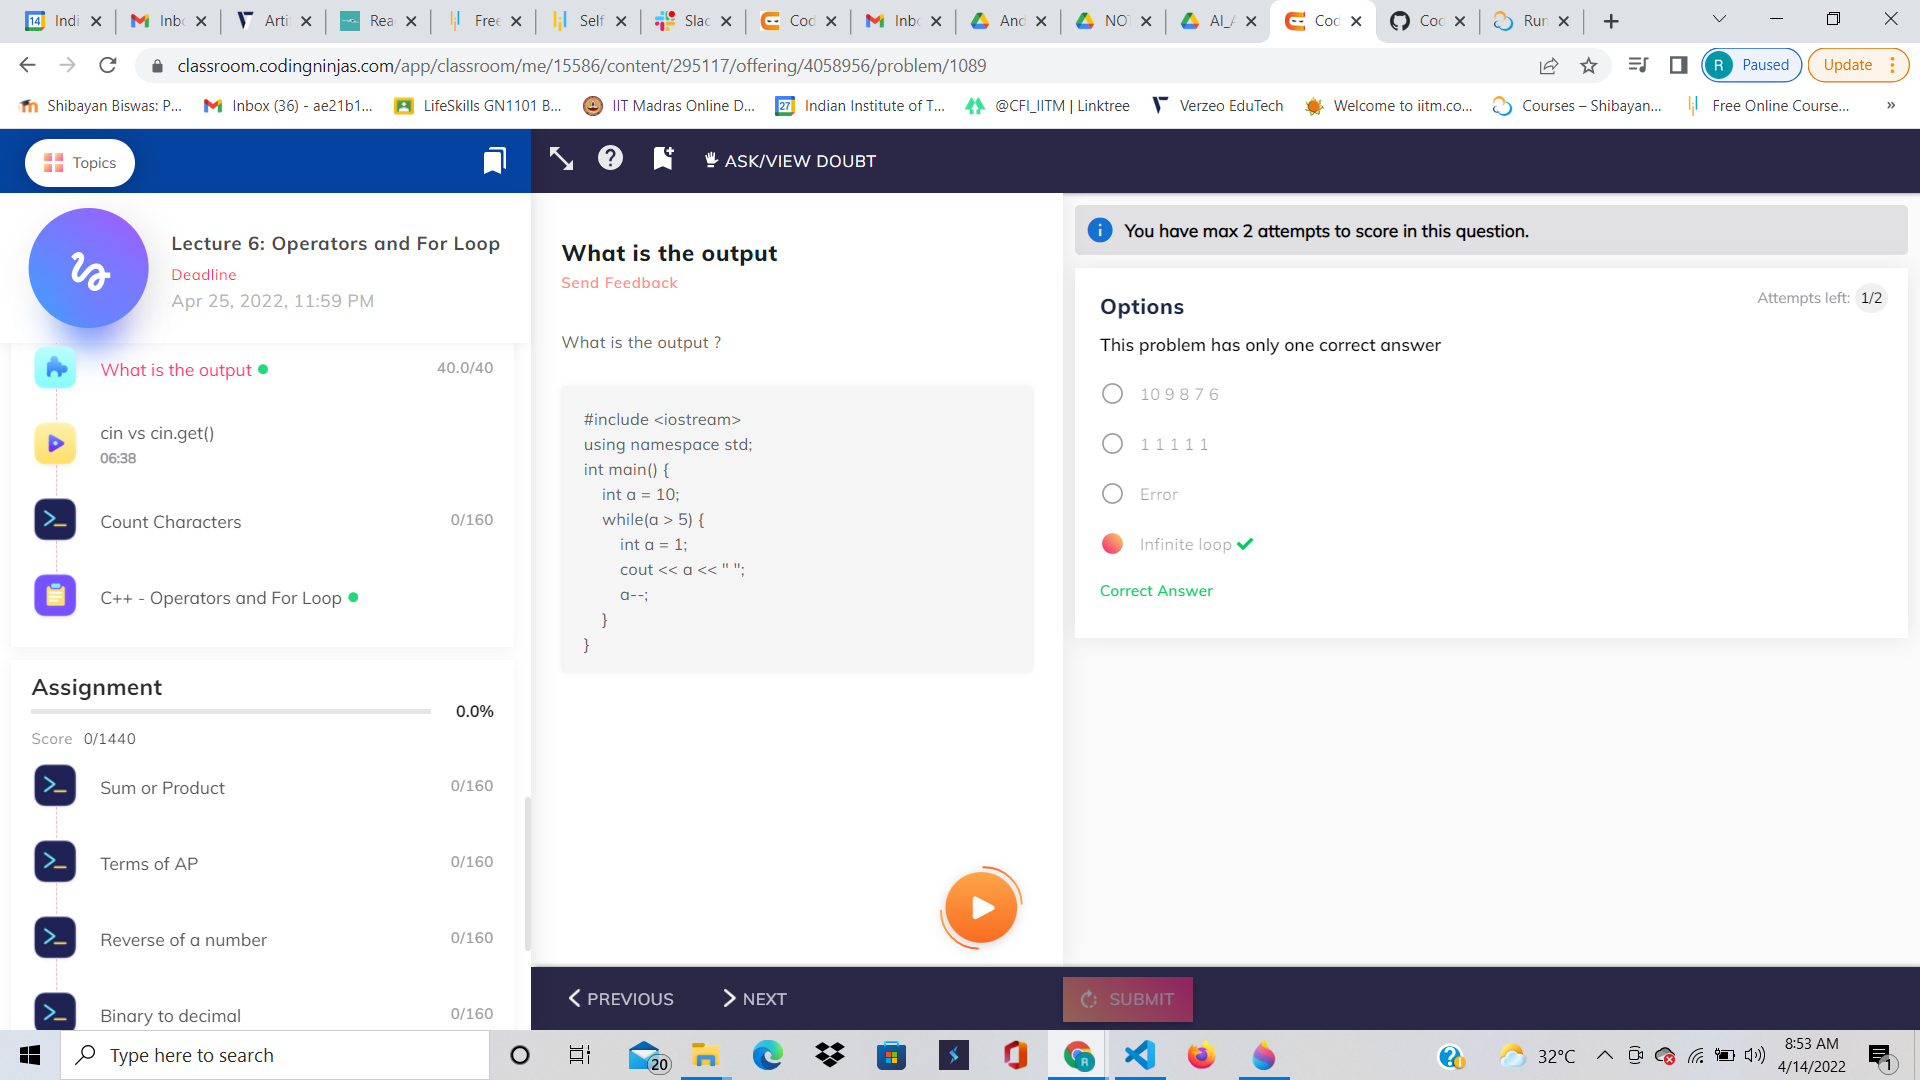 Indi
Inbo
Arti
Rea
Free
Self
Slac
Cod
Inbo
And
NOT
AI_A
Cod
Coc
Run
classroom.codingninjas.com/app/classroom/me/15586/content/295117/offering/4058956/problem/1089
R Paused
Update
Shibayan Biswas: P...
Inbox (36) - ae21b1...
LifeSkills GN1101 B...
IIT Madras Online D...
27 Indian Institute of T...
@CFI_IITM | Linktree
Verzeo EduTech
Welcome to iitm.co...
Courses – Shibayan...
Free Online Course...
»
Topics
ASK/VIEW DOUBT
Lecture 6: Operators and For Loop
Deadline
Apr 25, 2022, 11:59 PM
What is the output 40.0/40
cin vs cin.get()
06:38
Count Characters 0/160
C++ - Operators and For Loop
Assignment
0.0%
Score 0/1440
Sum or Product 0/160
Terms of AP 0/160
Reverse of a number 0/160
Binary to decimal 0/160
What is the output
Send Feedback
What is the output ?
#include <iostream>
using namespace std;
int main() {
int a = 10;
while(a > 5) {
int a = 1;
cout << a << " ";
a--;
}
}
PREVIOUS
NEXT
You have max 2 attempts to score in this question.
Options
Attempts left: 1/2
This problem has only one correct answer
10 9 8 7 6
1 1 1 1 1
Error
Infinite loop
Correct Answer
SUBMIT
Type here to search
20
32°C
8:53 AM
4/14/2022
1